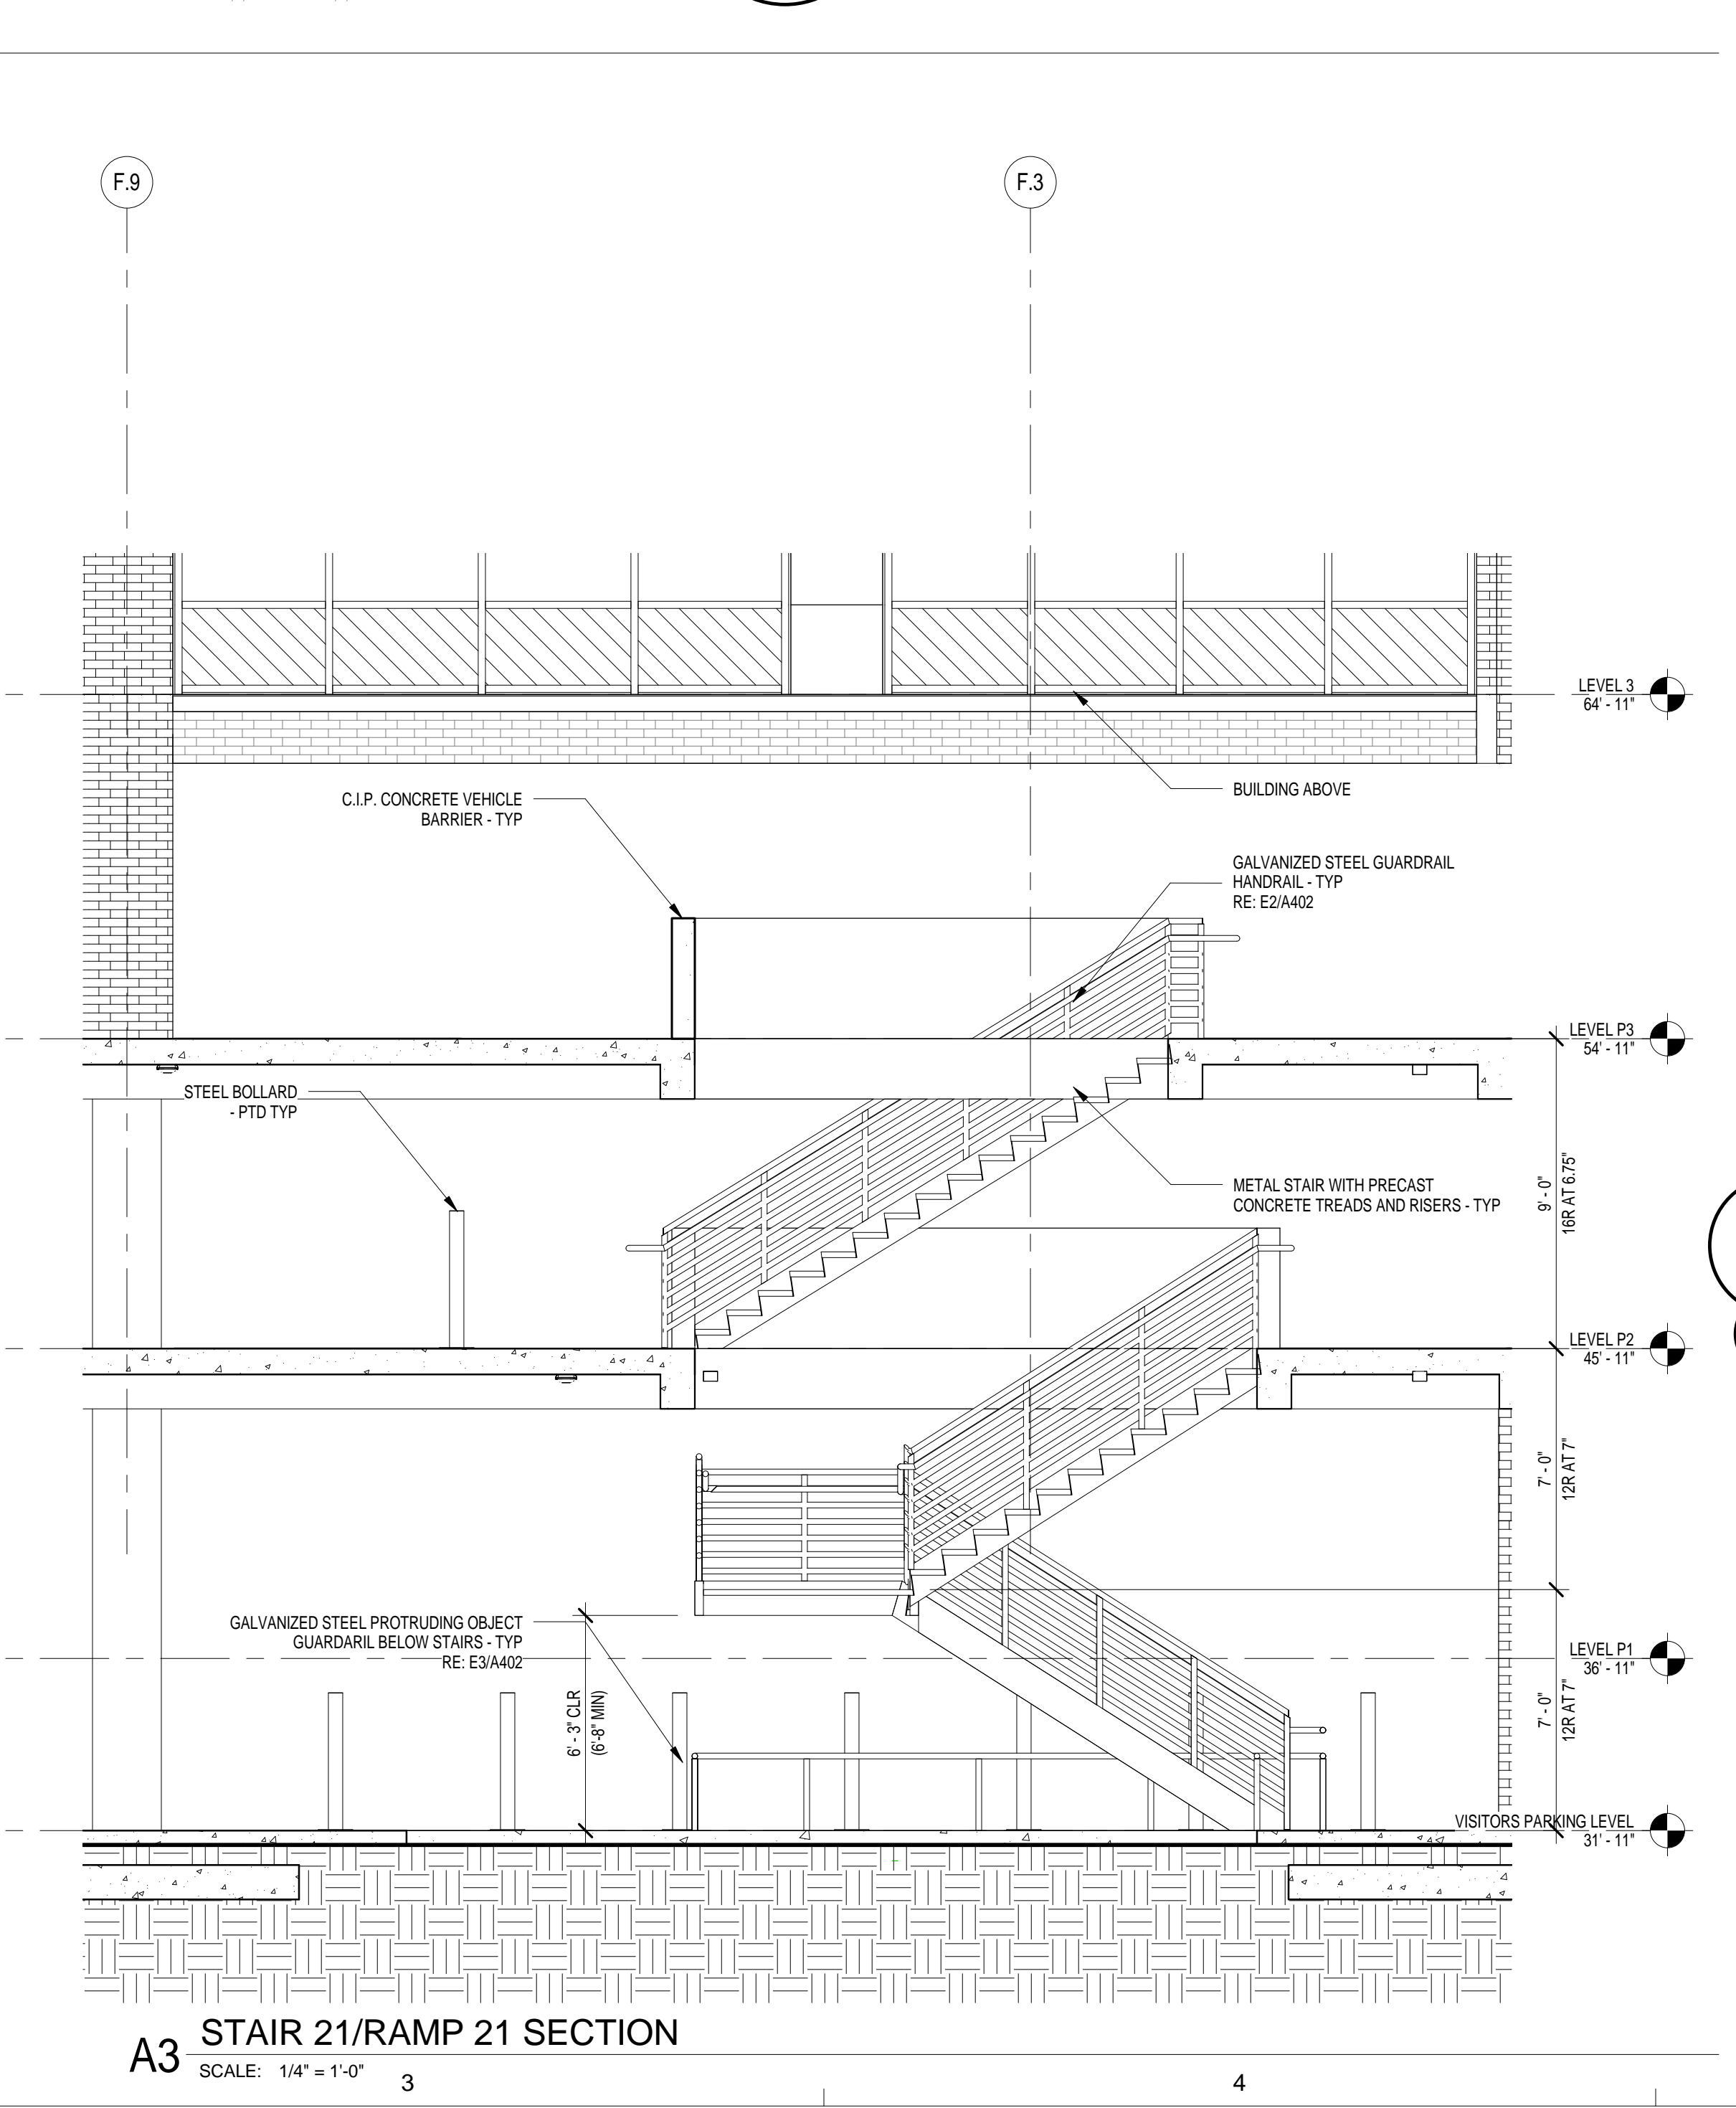 F.9
F.3
LEVEL 3
64' - 11"
BUILDING ABOVE
C.I.P. CONCRETE VEHICLE
BARRIER - TYP
GALVANIZED STEEL GUARDRAIL
HANDRAIL - TYP
RE: E2/A402
LEVEL P3
54' - 11"
STEEL BOLLARD
- PTD TYP
METAL STAIR WITH PRECAST
CONCRETE TREADS AND RISERS - TYP
9' - 0"
16R AT 6.75"
LEVEL P2
45' - 11"
7' - 0"
12R AT 7"
GALVANIZED STEEL PROTRUDING OBJECT
GUARDARIL BELOW STAIRS - TYP
RE: E3/A402
LEVEL P1
36' - 11"
6' - 3" CLR
(6'-8" MIN)
7' - 0"
12R AT 7"
VISITORS PARKING LEVEL
31' - 11"
A3
STAIR 21/RAMP 21 SECTION
SCALE: 1/4" = 1'-0"
3
4